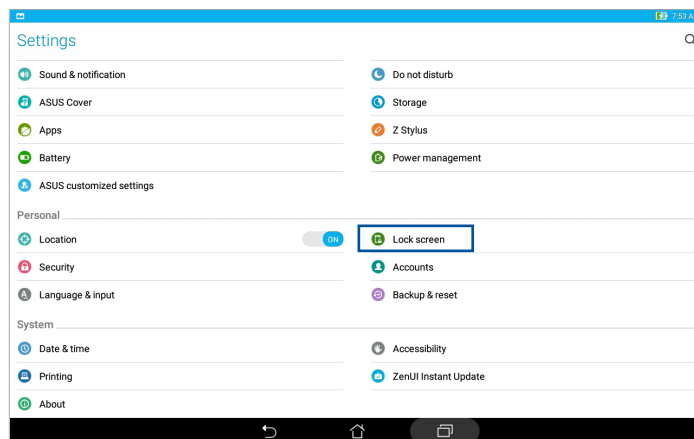 7:53 A
Settings
Sound & notification
Do not disturb
ASUS Cover
Storage
Apps
Z Stylus
Battery
Power management
ASUS customized settings
Personal
Location
ON
Lock screen
Security
Accounts
A Language & input
Backup & reset
System
Date & time
Accessibility
Printing
ZenUI Instant Update
About